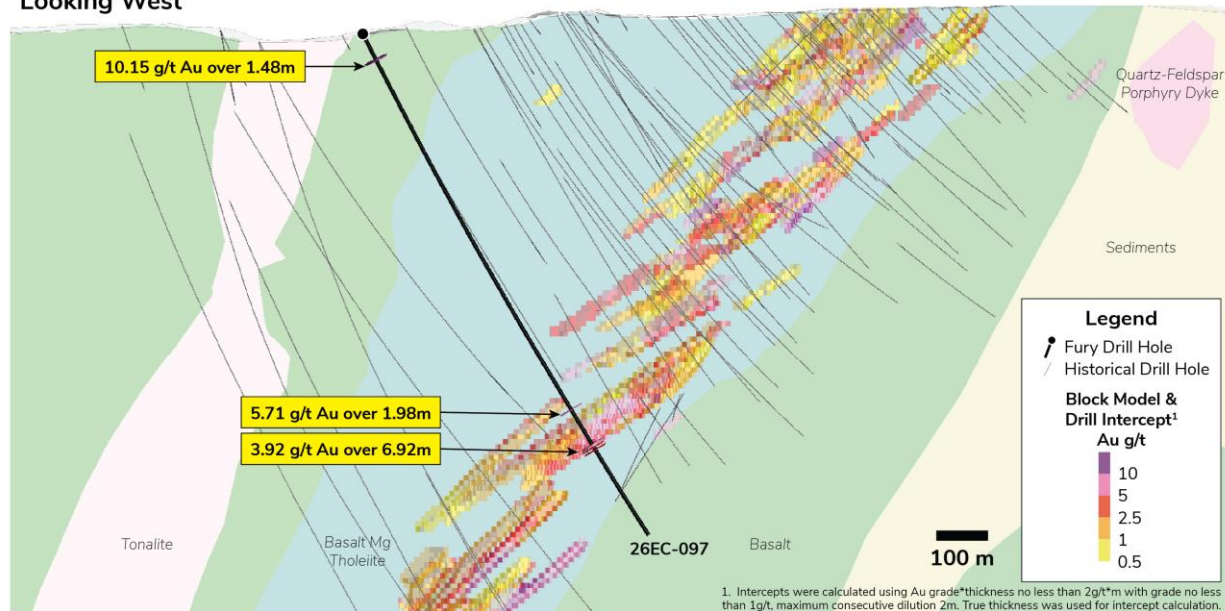 Looking West
10.15 g/t Au over 1.48m
Quartz-Feldspar
Porphyry Dyke
Sediments
Legend
Fury Drill Hole
Historical Drill Hole
Block Model &
Drill Intercept¹
Au g/t
10
5
2.5
1
0.5
5.71 g/t Au over 1.98m
3.92 g/t Au over 6.92m
Tonalite
Basalt Mg
Tholeiite
26EC-097
Basalt
100 m
1. Intercepts were calculated using Au grade*thickness no less than 2g/t*m with grade no less
than 1g/t, maximum consecutive dilution 2m. True thickness was used for intercept calculation.